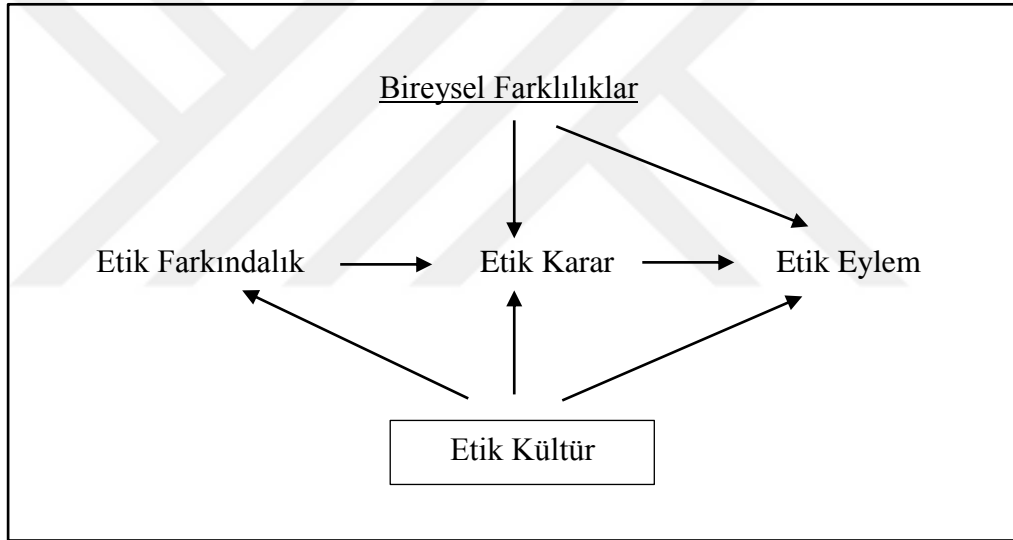 Bireysel Farklılıklar
Etik Farkındalık
Etik Karar
Etik Eylem
Etik Kültür